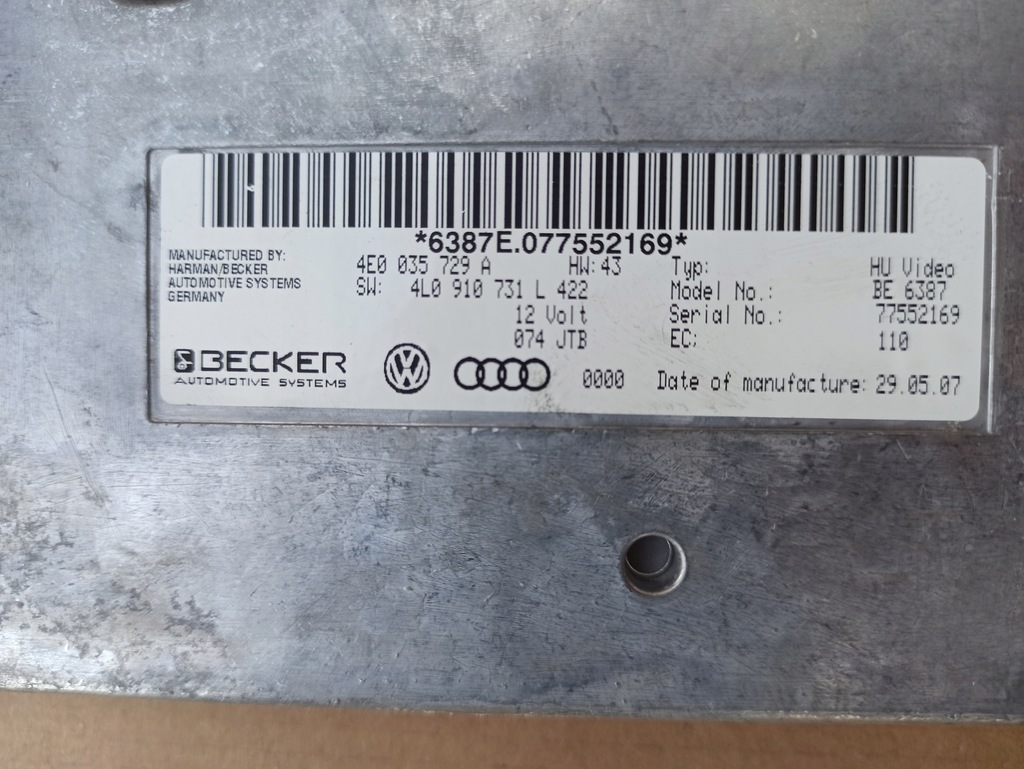 *6387E.077552169*
MANUFACTURED BY:
HARMAN/BECKER
AUTOMOTIVE SYSTEMS
GERMANY
4E0 035 729 A HW: 43
SW: 4L0 910 731 L 422
12 Volt
074 JTB
Typ: HU Video
Model No.: BE 6387
Serial No.: 77552169
EC: 110
BECKER
AUTOMOTIVE SYSTEMS
VW
0000
Date of manufacture: 29.05.07